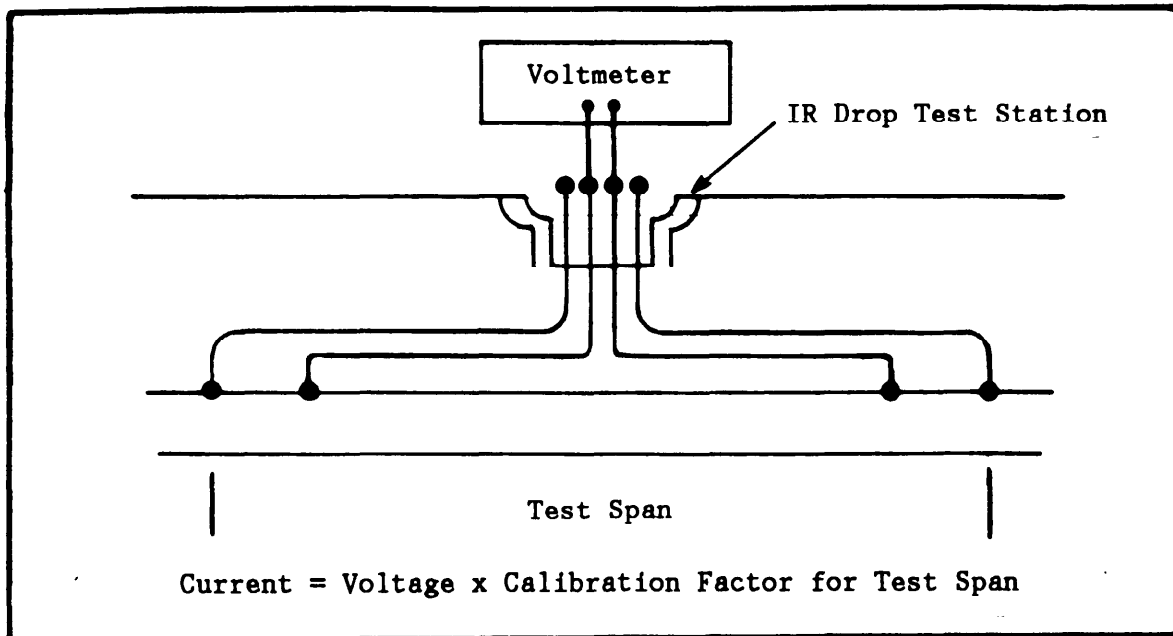 Voltmeter
IR Drop Test Station
Test Span
Current = Voltage x Calibration Factor for Test Span